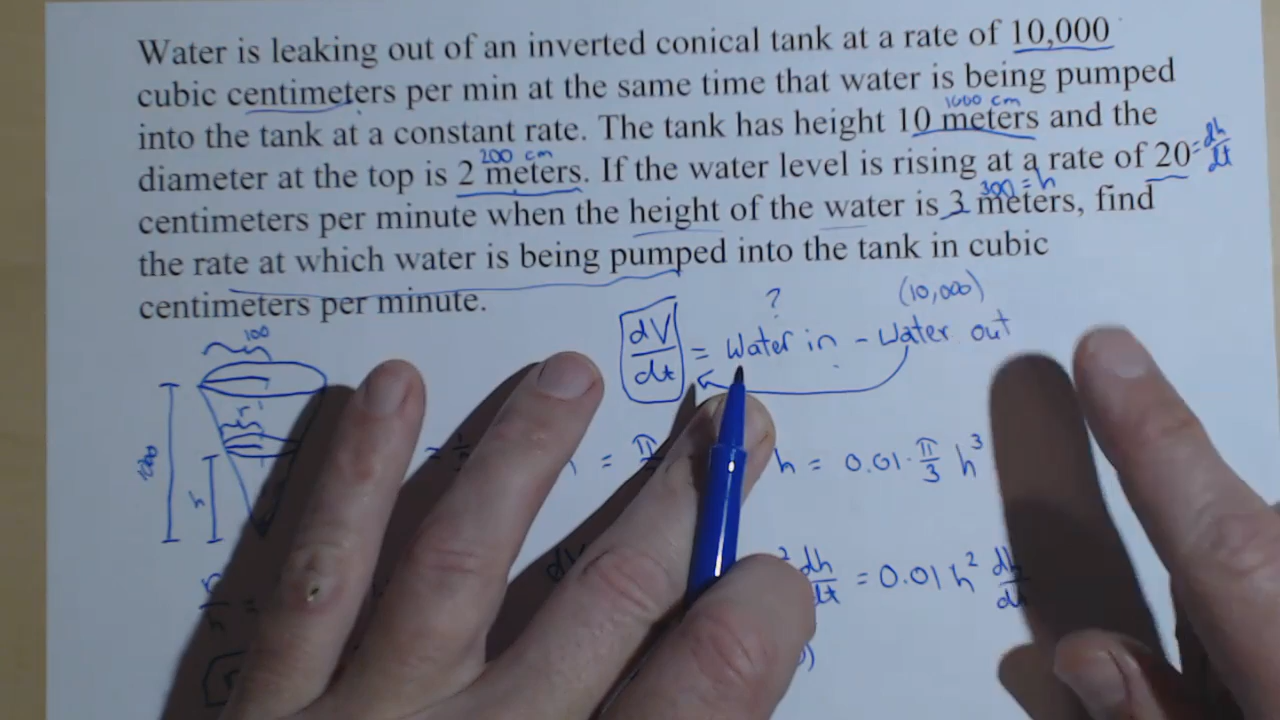 Water is leaking out of an inverted conical tank at a rate of 10,000
cubic centimeters per min at the same time that water is being pumped
1000 cm
into the tank at a constant rate. The tank has height 10 meters and the
200 cm
diameter at the top is 2 meters. If the water level is rising at a rate of 20 = dh/dt
300 = h
centimeters per minute when the height of the water is 3 meters, find
the rate at which water is being pumped into the tank in cubic
centimeters per minute.
? (10,000)
100
dV/dt = Water in - Water out
r
1000
h
= π h = 0.01 · π/3 h³
dV ² dh/dt = 0.01 h² dh
r/h =